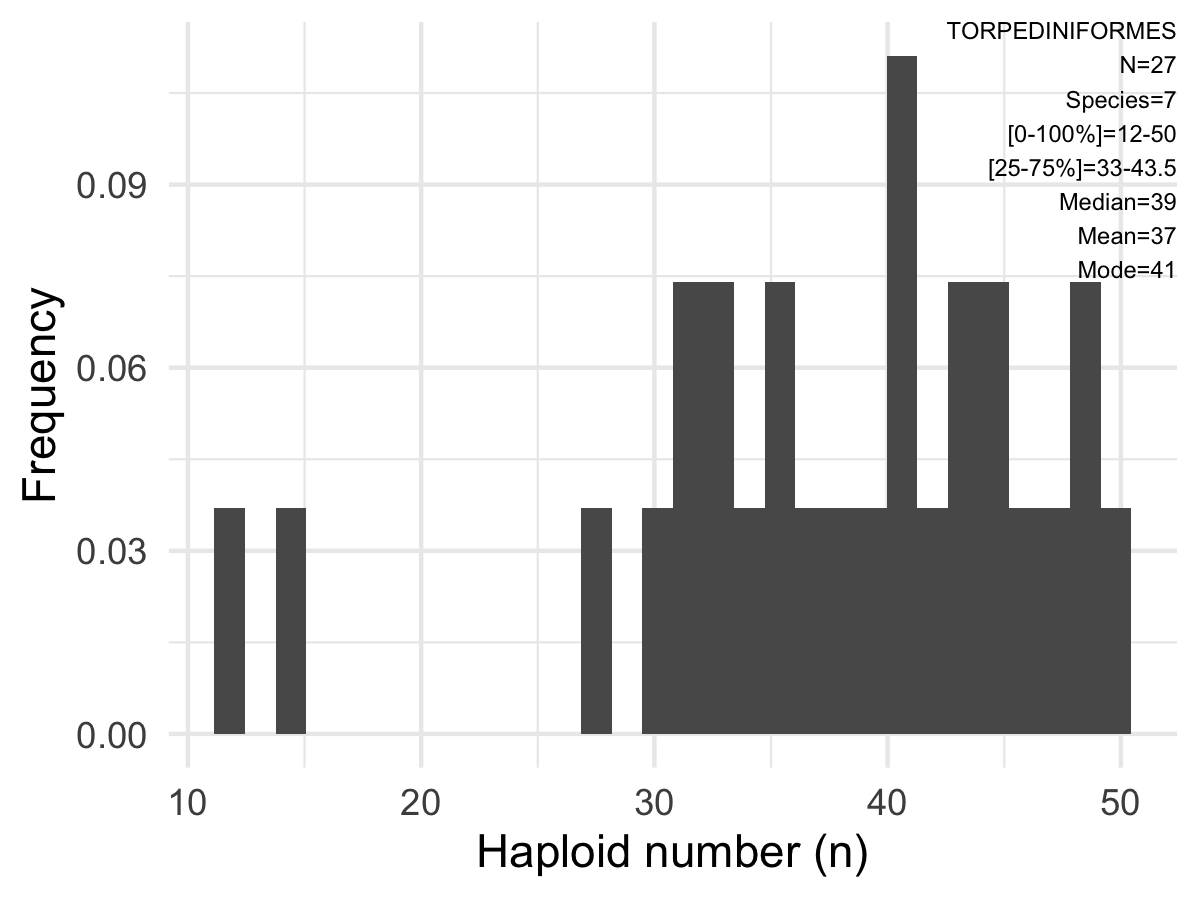 TORPEDINIFORMES
N=27
Species=7
[0-100%]=12-50
[25-75%]=33-43.5
Median=39
Mean=37
Mode=41
Frequency
0.09
0.06
0.03
0.00
10 20 30 40 50
Haploid number (n)